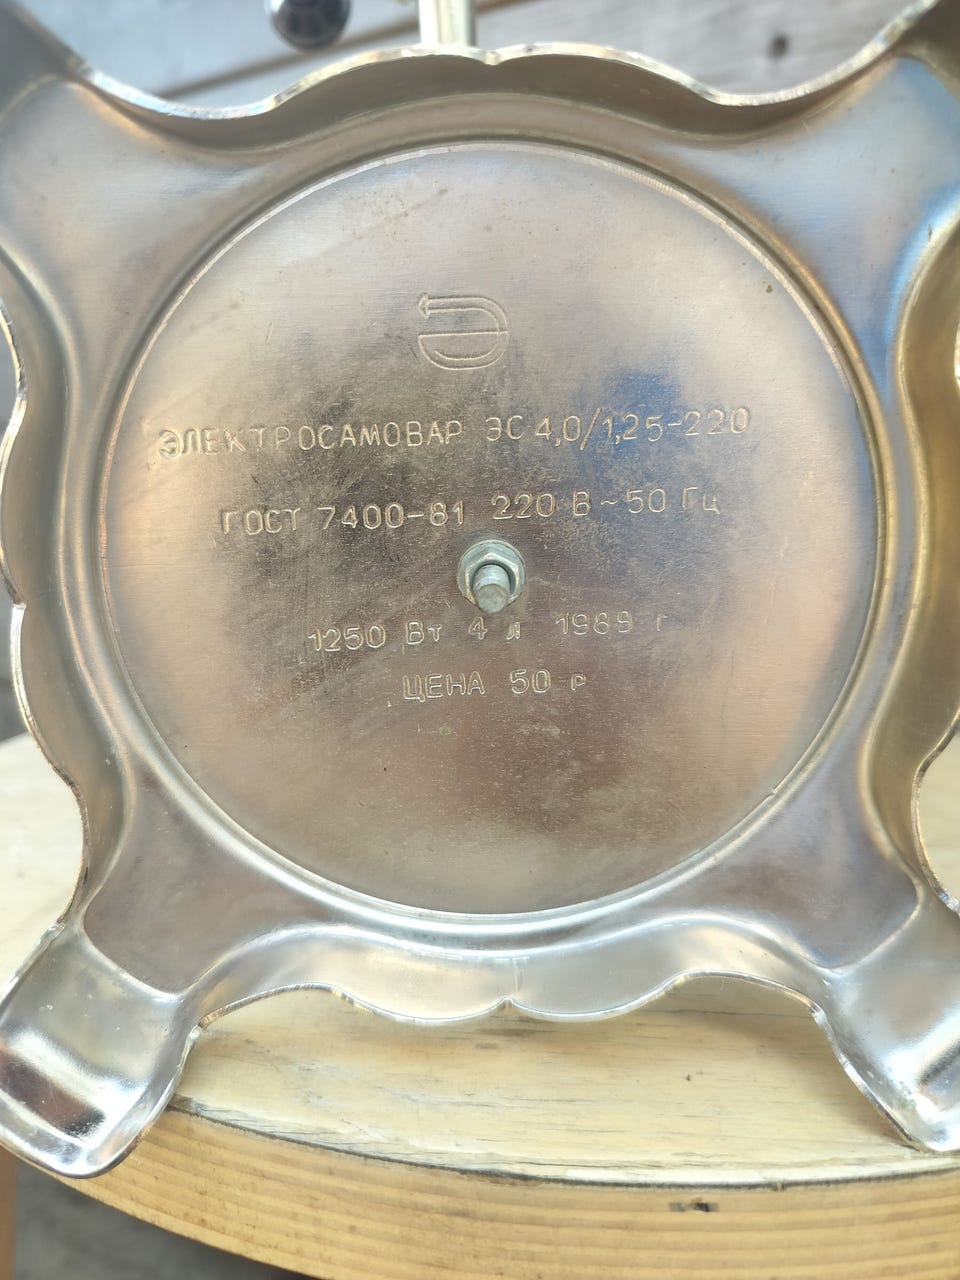 ЭЛЕКТРОСАМОВАР ЭС 4,0/1,25-220
ГОСТ 7400-81 220 В ~ 50 Гц
1250 Вт 4 л 1989 г
ЦЕНА 50 р